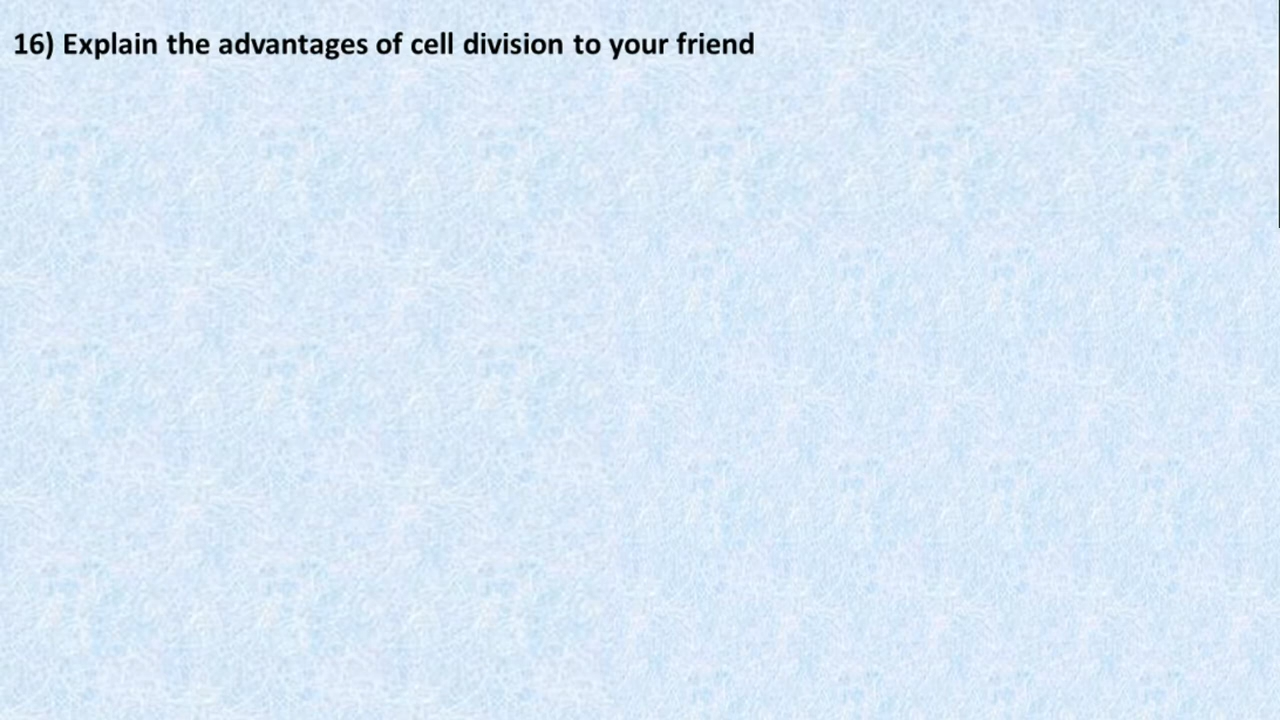 16) Explain the advantages of cell division to your friend